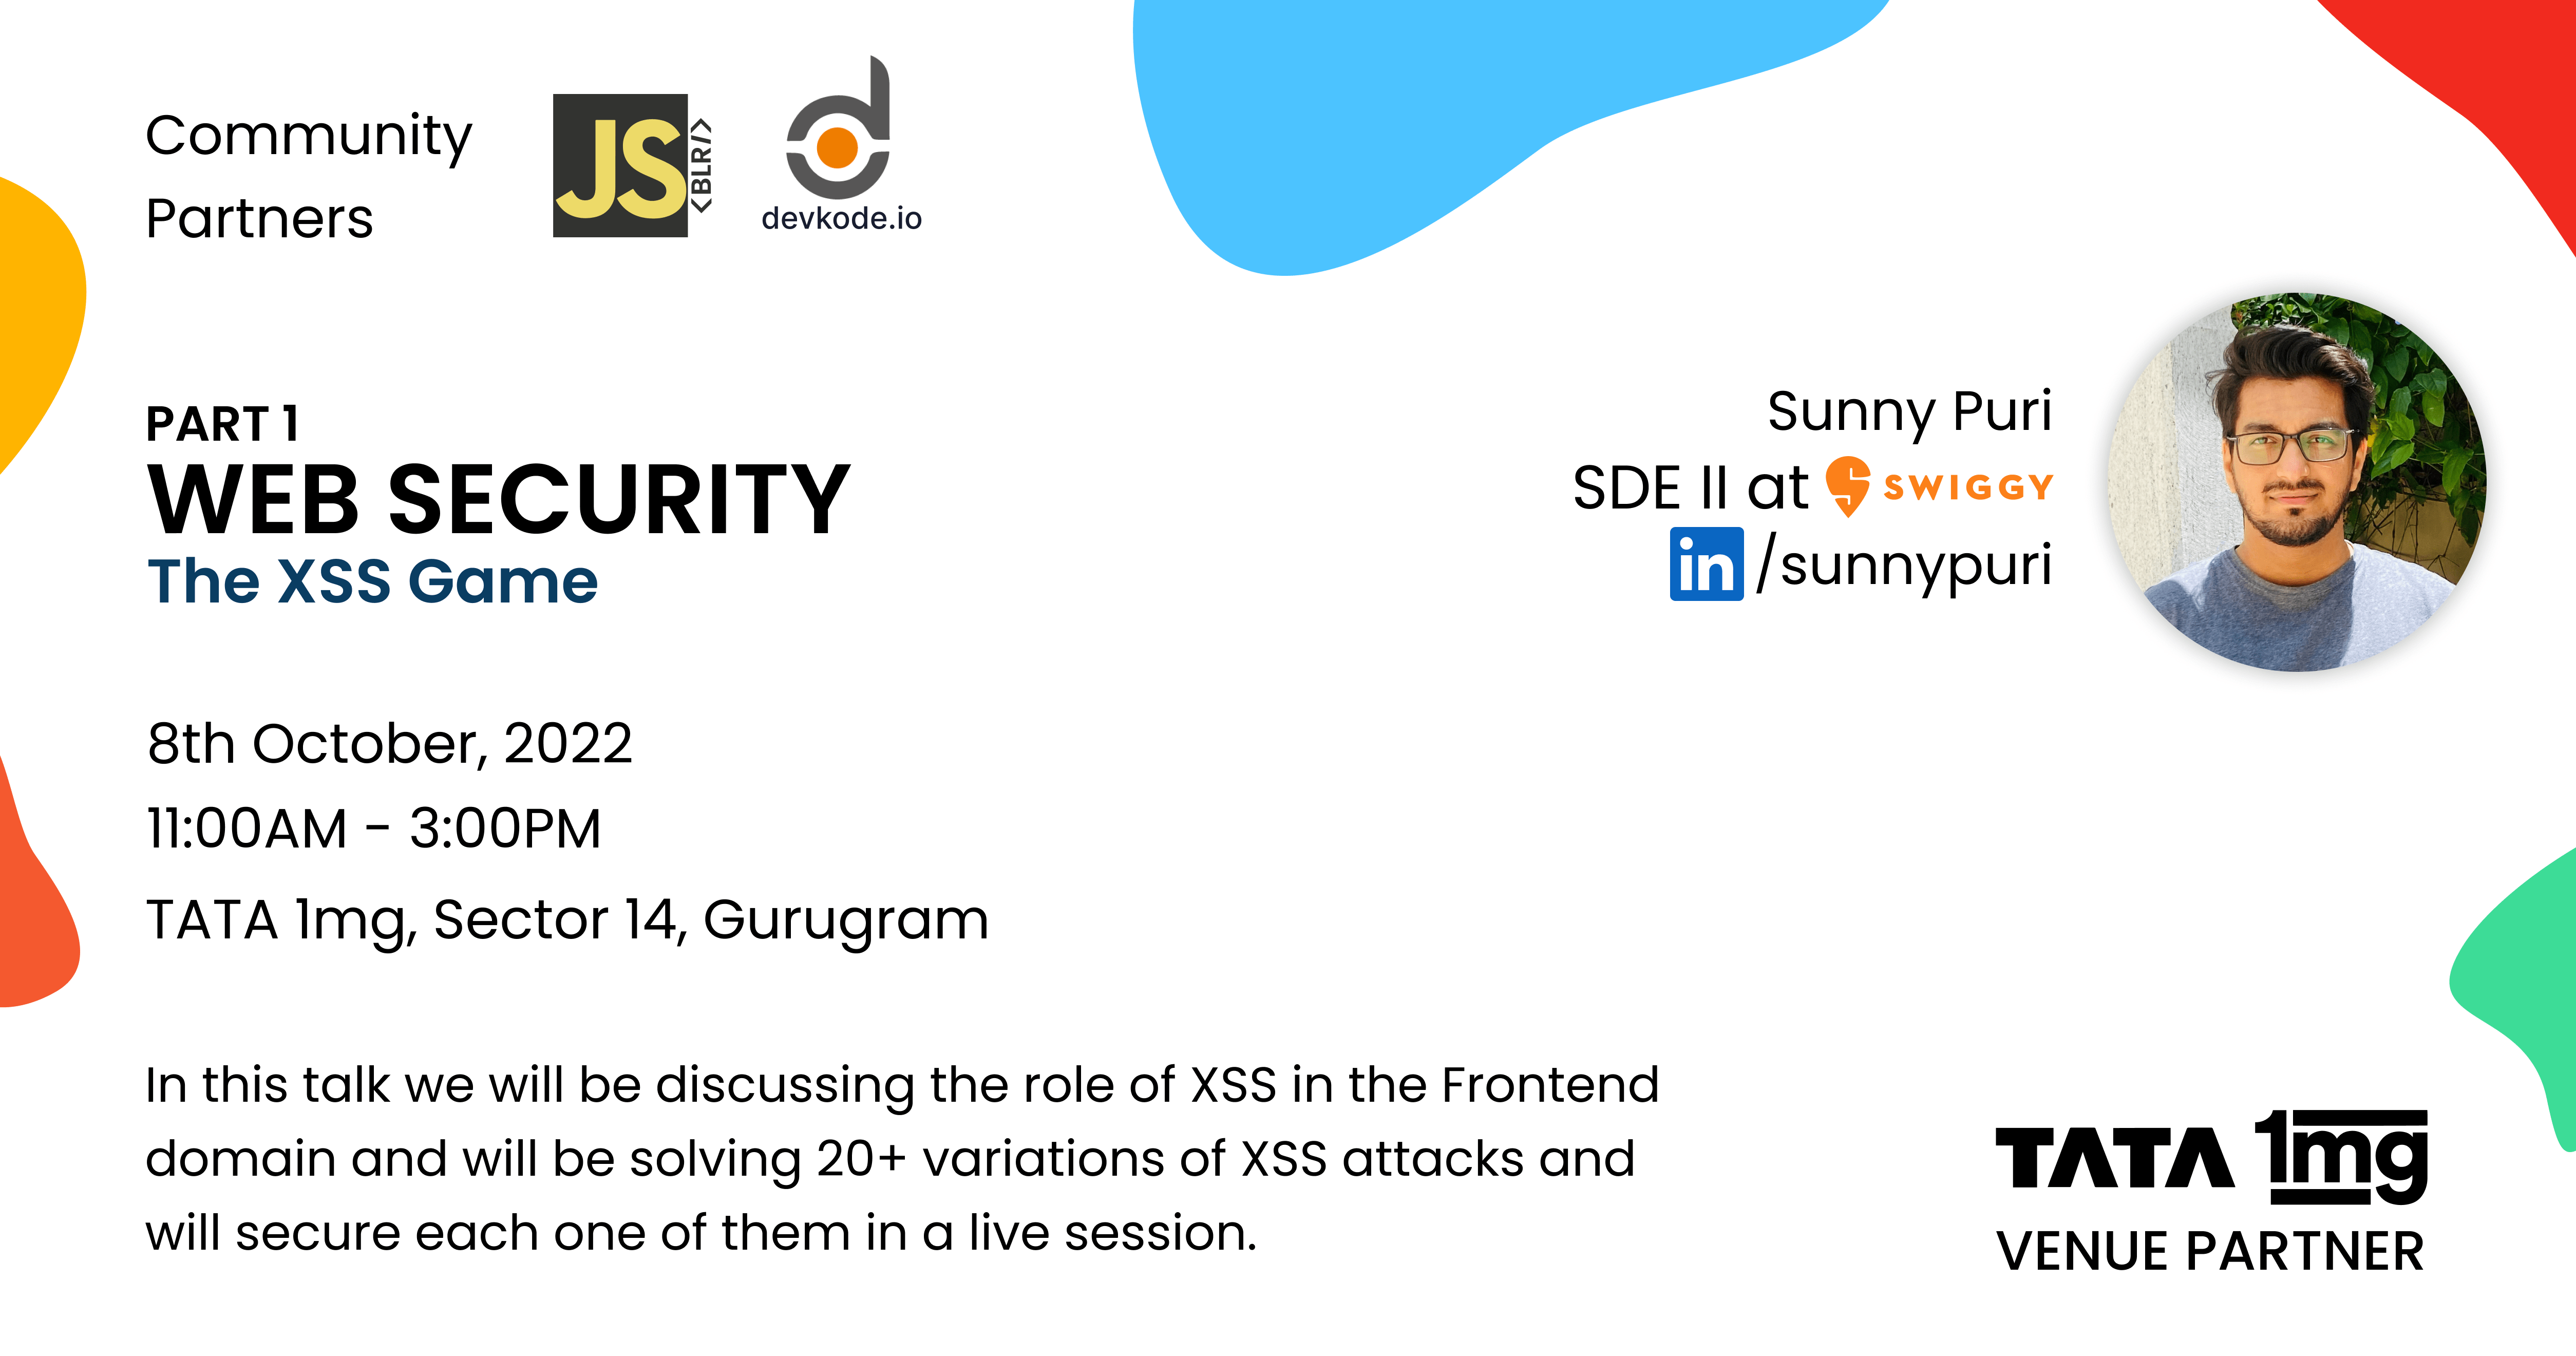 Community
Partners
JS
<BLR/>
devkode.io
PART 1
WEB SECURITY
The XSS Game
Sunny Puri
SDE II at SWIGGY
in /sunnypuri
8th October, 2022
11:00AM - 3:00PM
TATA 1mg, Sector 14, Gurugram
In this talk we will be discussing the role of XSS in the Frontend
domain and will be solving 20+ variations of XSS attacks and
will secure each one of them in a live session.
TATA 1mg
VENUE PARTNER